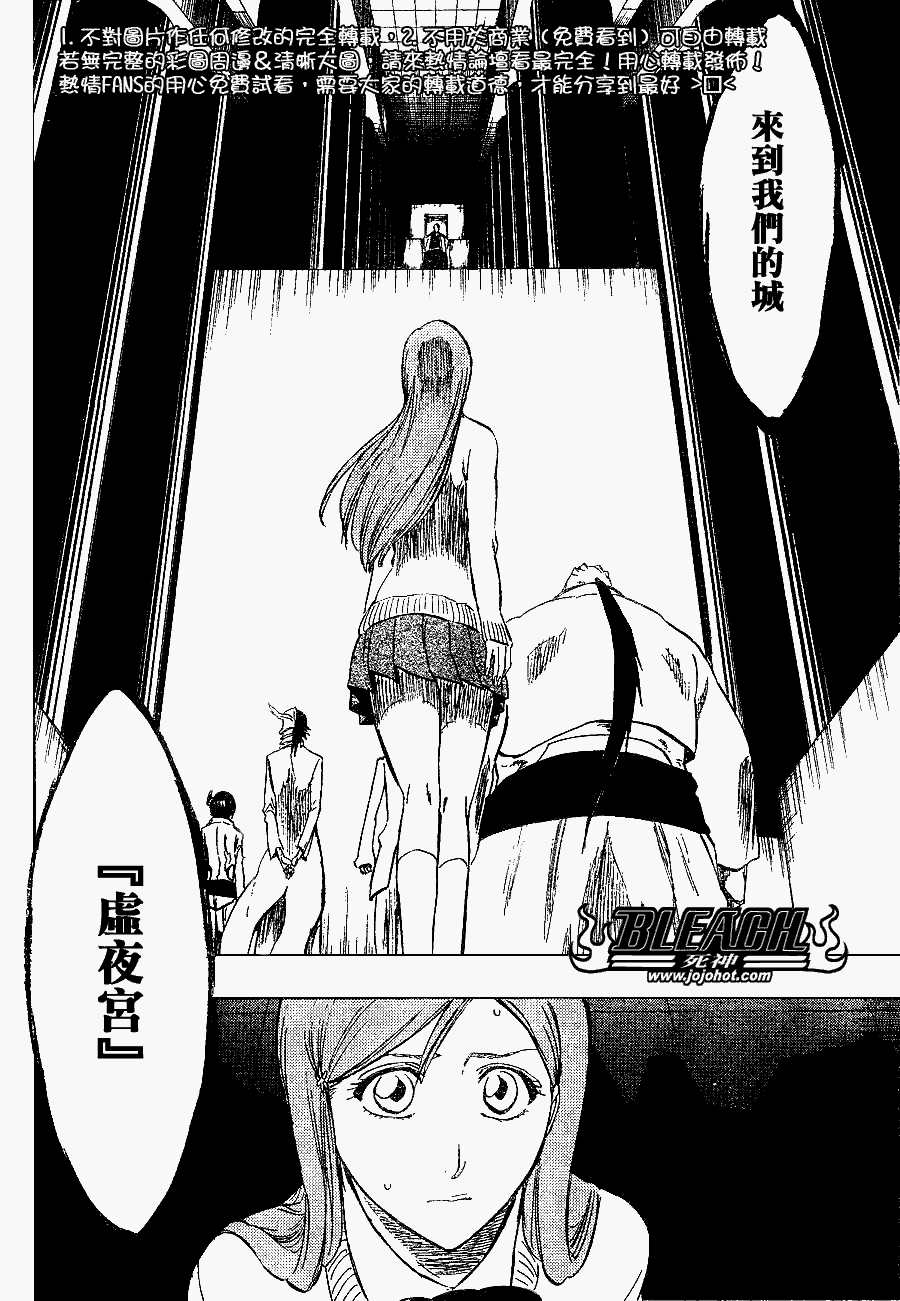 1. 不對圖片作任何修改的完全轉載，2. 不用於商業（免費看到）可自由轉載
若無完整的彩圖周漫&清晰大圖，請來熱情論壇看最完全！用心轉載發佈！
熱情FANS的用心免費試看，需要大家的轉載道德，才能分享到最好 >□<
來到我們的城
『虛夜宮』
BLEACH
死神
www.jojohot.com